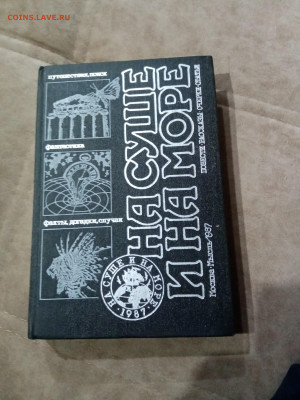 COINS.LAVE.RU
путешествия, поиск
фантастика
факты, догадки, случаи
НА СУШЕ
И НА МОРЕ
ПОВЕСТИ РАССКАЗЫ ОЧЕРКИ СТАТЬИ
Москва "Мысль" 1987
НА СУШЕ И НА МОРЕ
·1987·